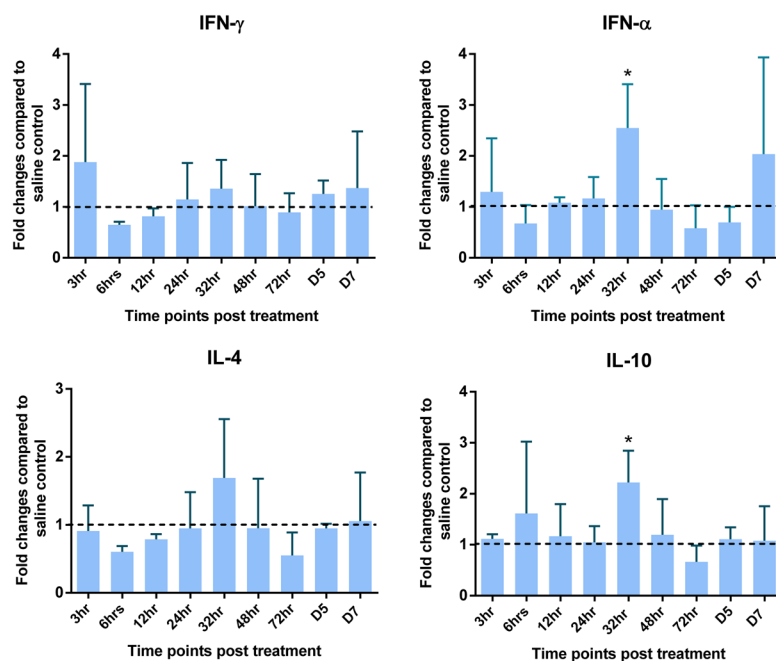 IFN-γ
Fold changes compared to
saline control
4
3
2
1
0
3hr
6hrs
12hr
24hr
32hr
48hr
72hr
D5
D7
Time points post treatment
IFN-α
Fold changes compared to
saline control
4
3
2
1
0
*
3hr
6hrs
12hr
24hr
32hr
48hr
72hr
D5
D7
Time points post treatment
IL-4
Fold changes compared to
saline control
3
2
1
0
3hr
6hrs
12hr
24hr
32hr
48hr
72hr
D5
D7
Time points post treatment
IL-10
Fold changes compared to
saline control
4
3
2
1
0
*
3hr
6hrs
12hr
24hr
32hr
48hr
72hr
D5
D7
Time points post treatment